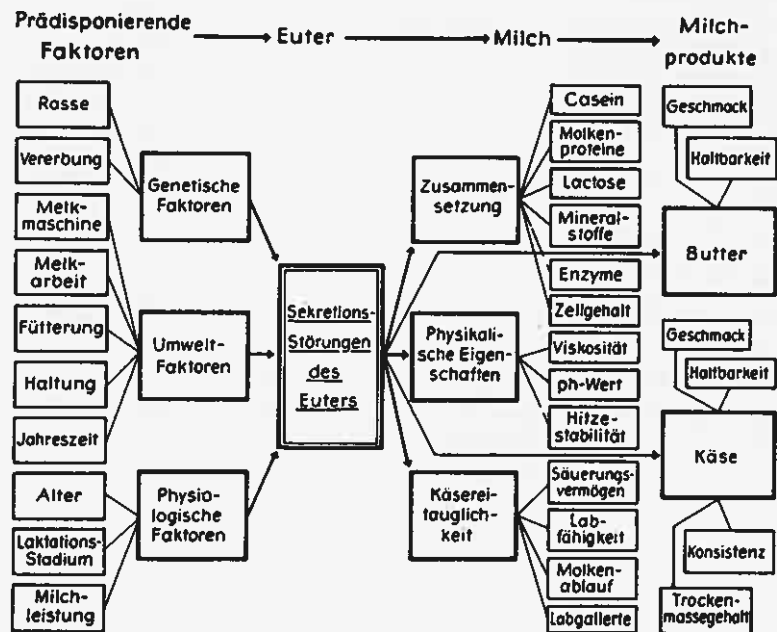 Prädisponierende
Faktoren
Euter
Milch
Milch-
produkte
Rasse
Vererbung
Melk-
maschine
Melk-
arbeit
Fütterung
Haltung
Jahreszeit
Alter
Laktations-
Stadium
Milch-
leistung
Genetische
Faktoren
Umwelt-
Faktoren
Physio-
logische
Faktoren
Sekretions-
Störungen
des
Euters
Zusammen-
setzung
Physikali-
sche Eigen-
schaften
Käserei-
tauglich-
keit
Casein
Molken-
proteine
Lactose
Mineral-
stoffe
Enzyme
Zellgehalt
Viskosität
ph-Wert
Hitze-
stabilität
Säuerungs-
vermögen
Lab-
fähigkeit
Molken-
ablauf
Labgallerte
Geschmack
Haltbarkeit
Butter
Geschmack
Haltbarkeit
Käse
Konsistenz
Trocken-
massegehalt